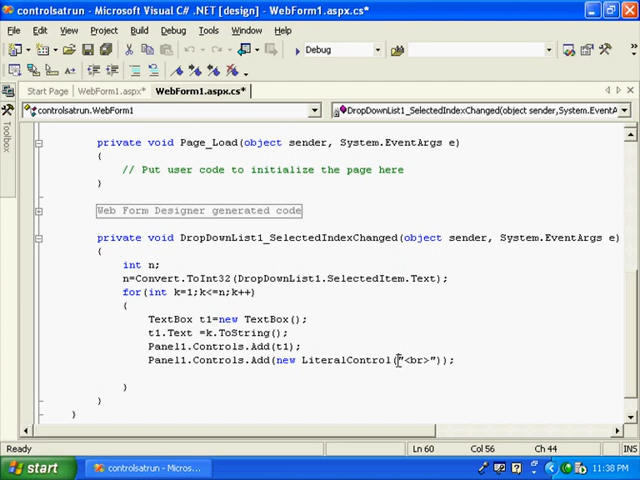 controlsatrun - Microsoft Visual C# .NET [design] - WebForm1.aspx.cs*
File Edit View Project Build Debug Tools Window Help
Debug
Start Page WebForm1.aspx* WebForm1.aspx.cs*
controlsatrun.WebForm1 DropDownList1_SelectedIndexChanged(object sender,System.EventA
Toolbox
private void Page_Load(object sender, System.EventArgs e)
{
// Put user code to initialize the page here
}
Web Form Designer generated code
private void DropDownList1_SelectedIndexChanged(object sender, System.EventArgs e)
{
int n;
n=Convert.ToInt32(DropDownList1.SelectedItem.Text);
for(int k=1;k<=n;k++)
{
TextBox t1=new TextBox();
t1.Text =k.ToString();
Panel1.Controls.Add(t1);
Panel1.Controls.Add(new LiteralControl("<br>"));
}
}
}
Ready Ln 60 Col 56 Ch 44 INS
start controlsatrun - Micros... 11:38 PM